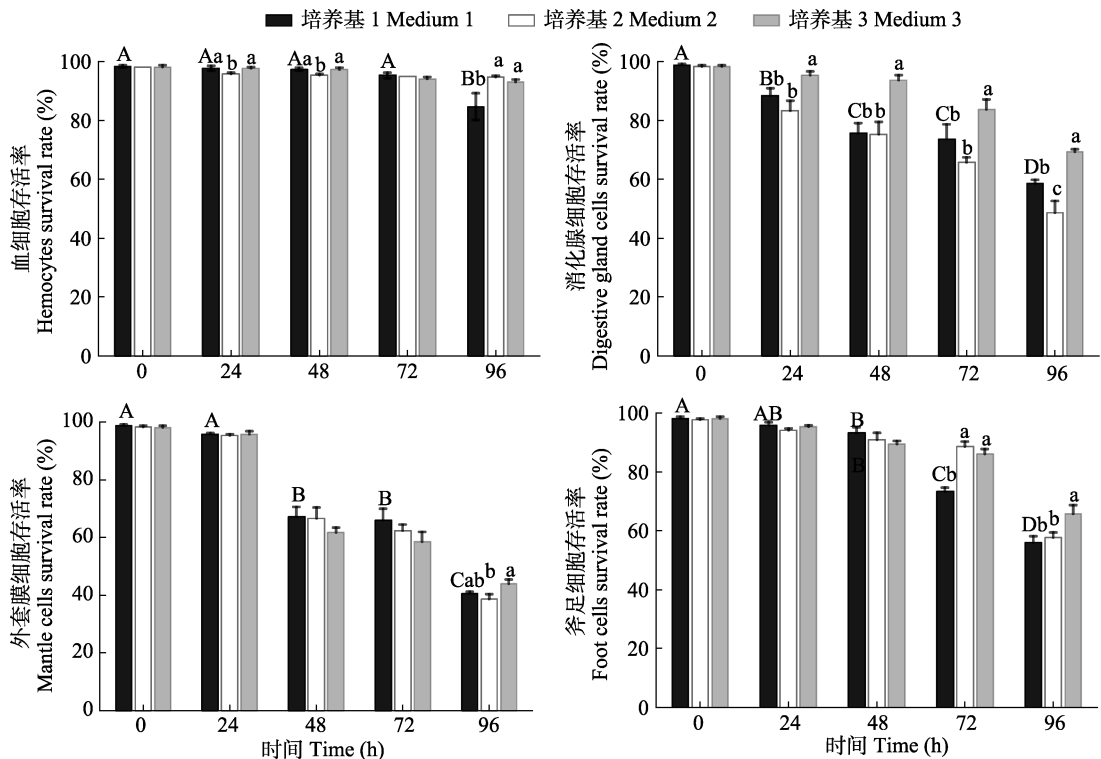 培养基 1 Medium 1 培养基 2 Medium 2 培养基 3 Medium 3
血细胞存活率
Hemocytes survival rate (%)
100
80
60
40
20
0
A
Aa b a
Aa b a
A
Bb a a
0 24 48 72 96
消化腺细胞存活率
Digestive gland cells survival rate (%)
100
80
60
40
20
0
A
Bb b a
Cb b a
Cb b a
Db c a
0 24 48 72 96
外套膜细胞存活率
Mantle cells survival rate (%)
100
80
60
40
20
0
A
A
B
B
Cab b a
0 24 48 72 96
时间 Time (h)
斧足细胞存活率
Foot cells survival rate (%)
100
80
60
40
20
0
A
AB
B
B
Cb a a
Db b a
0 24 48 72 96
时间 Time (h)